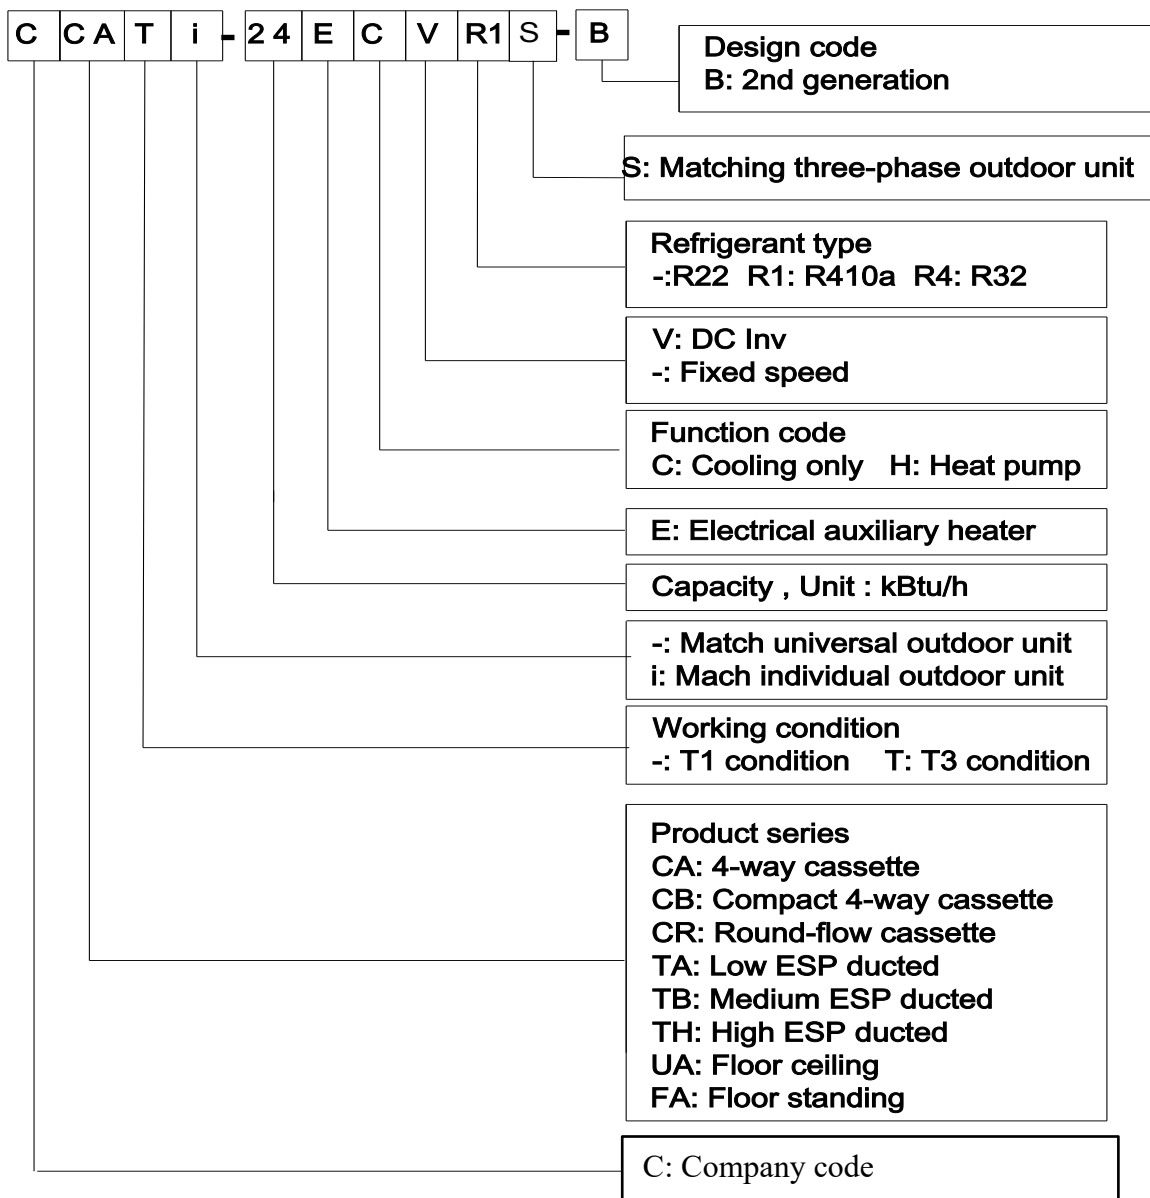 C CA T i - 24 E C V R1 S - B
Design code
B: 2nd generation
S: Matching three-phase outdoor unit
Refrigerant type
-:R22 R1: R410a R4: R32
V: DC Inv
-: Fixed speed
Function code
C: Cooling only H: Heat pump
E: Electrical auxiliary heater
Capacity , Unit : kBtu/h
-: Match universal outdoor unit
i: Mach individual outdoor unit
Working condition
-: T1 condition T: T3 condition
Product series
CA: 4-way cassette
CB: Compact 4-way cassette
CR: Round-flow cassette
TA: Low ESP ducted
TB: Medium ESP ducted
TH: High ESP ducted
UA: Floor ceiling
FA: Floor standing
C: Company code